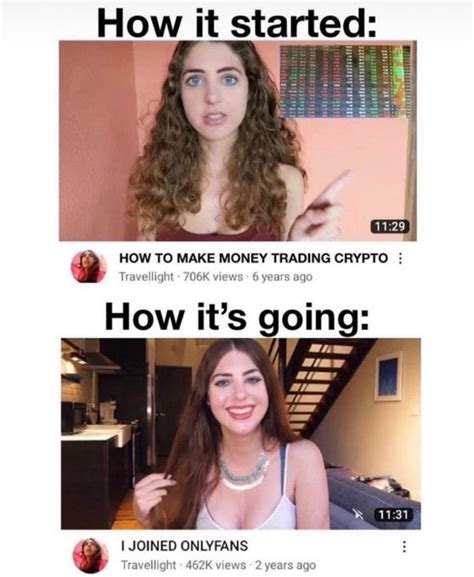 How it started:
11:29
HOW TO MAKE MONEY TRADING CRYPTO
Travellight · 706K views · 6 years ago
How it's going:
11:31
I JOINED ONLYFANS
Travellight · 462K views · 2 years ago